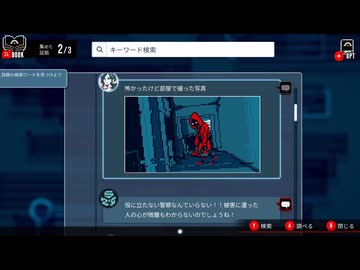 ZL BOOK
集めた
証拠 2/3
キーワード検索
+ OPT
話題の検索ワードを見つけよう
怖かったけど部屋で撮った写真
役に立たない警察なんていらない！！被害に遭った
人の心が微塵もわからないのでしょうね！
Y 検索 A 調べる B 閉じる